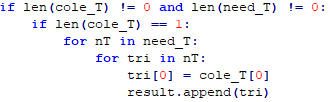 if len(cole_T) != 0 and len(need_T) != 0:
    if len(cole_T) == 1:
        for nT in need_T:
            for tri in nT:
                tri[0] = cole_T[0]
                result.append(tri)